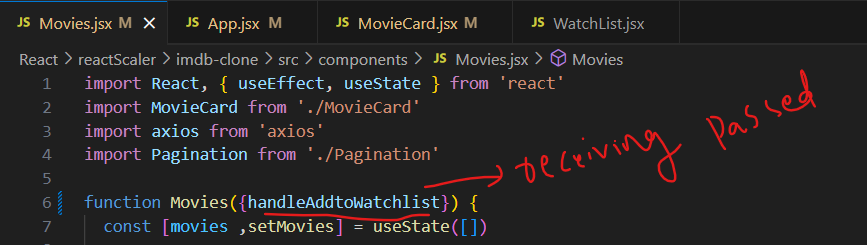 JS Movies.jsx M × JS App.jsx M JS MovieCard.jsx M JS WatchList.jsx
React > reactScaler > imdb-clone > src > components > JS Movies.jsx > Movies
1 import React, { useEffect, useState } from 'react'
2 import MovieCard from './MovieCard'
3 import axios from 'axios'
4 import Pagination from './Pagination'
5
6 function Movies({handleAddtoWatchlist}) {
7 const [movies ,setMovies] = useState([])
receiving passed